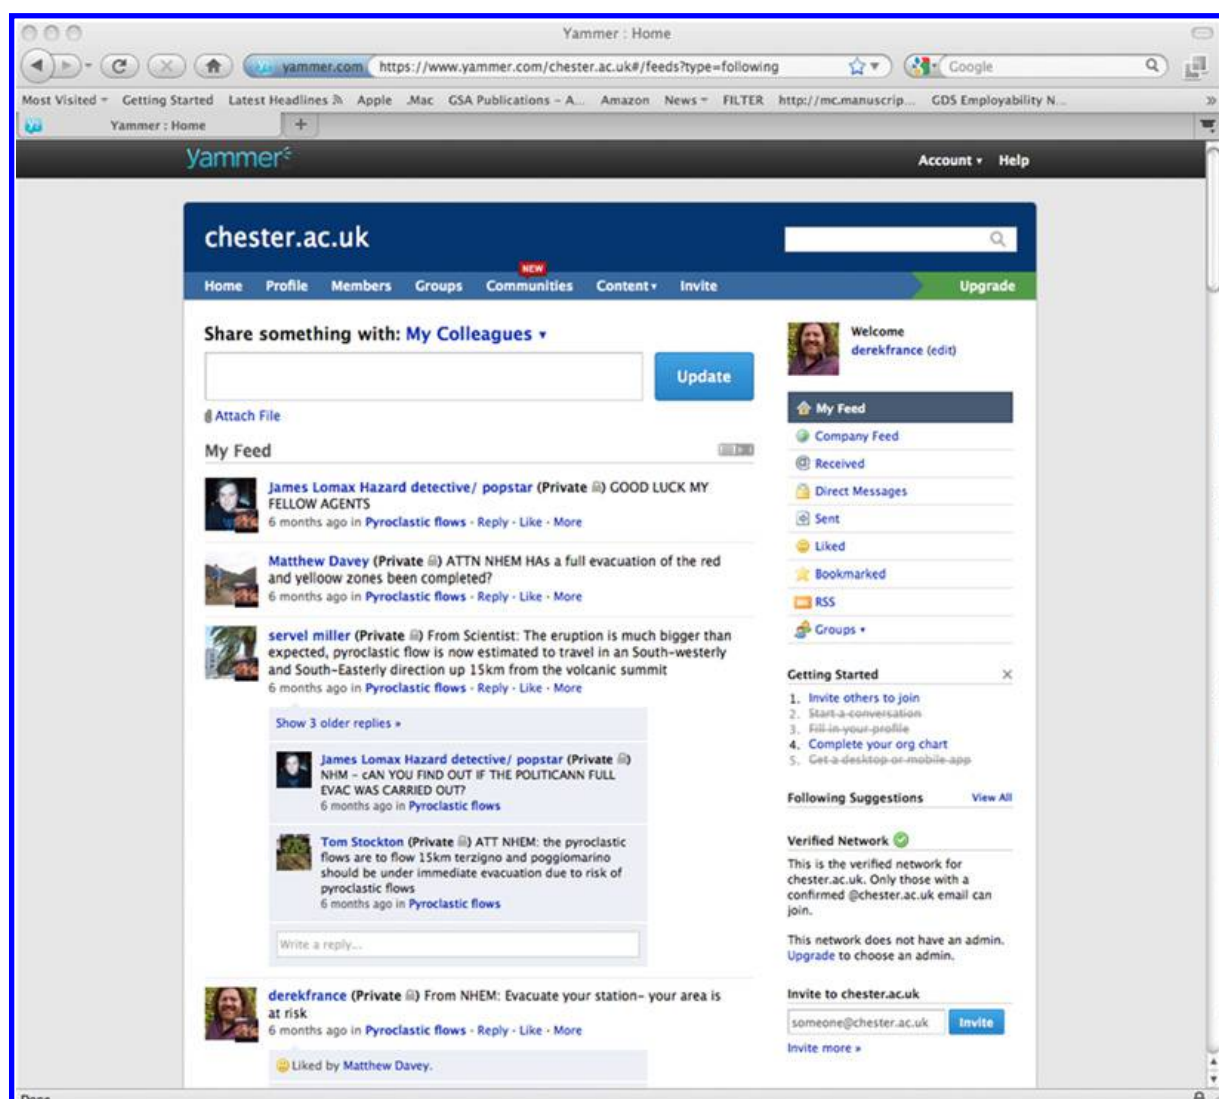 Yammer : Home
yammer.com https://www.yammer.com/chester.ac.uk#/feeds?type=following Google
Most Visited Getting Started Latest Headlines Apple .Mac GSA Publications – A... Amazon News FILTER http://mc.manuscrip... GDS Employability N... »
Yammer : Home +
yammer
Account Help
chester.ac.uk
NEW
Home Profile Members Groups Communities Content Invite Upgrade
Share something with: My Colleagues
Update
Attach File
My Feed
James Lomax Hazard detective/ popstar (Private) GOOD LUCK MY
FELLOW AGENTS
6 months ago in Pyroclastic flows · Reply · Like · More
Matthew Davey (Private) ATTN NHEM HAs a full evacuation of the red
and yelloow zones been completed?
6 months ago in Pyroclastic flows · Reply · Like · More
servel miller (Private) From Scientist: The eruption is much bigger than
expected, pyroclastic flow is now estimated to travel in an South-westerly
and South-Easterly direction up 15km from the volcanic summit
6 months ago in Pyroclastic flows · Reply · Like · More
Show 3 older replies »
James Lomax Hazard detective/ popstar (Private)
NHM – cAN YOU FIND OUT IF THE POLITICANN FULL
EVAC WAS CARRIED OUT?
6 months ago in Pyroclastic flows
Tom Stockton (Private) ATT NHEM: the pyroclastic
flows are to flow 15km terzigno and poggiomarino
should be under immediate evacuation due to risk of
pyroclastic flows
6 months ago in Pyroclastic flows
Write a reply...
derekfrance (Private) From NHEM: Evacuate your station– your area is
at risk
6 months ago in Pyroclastic flows · Reply · Like · More
Liked by Matthew Davey.
Welcome
derekfrance (edit)
My Feed
Company Feed
Received
Direct Messages
Sent
Liked
Bookmarked
RSS
Groups
Getting Started
1. Invite others to join
2. Start a conversation
3. Fill in your profile
4. Complete your org chart
5. Get a desktop or mobile app
Following Suggestions View All
Verified Network
This is the verified network for
chester.ac.uk. Only those with a
confirmed @chester.ac.uk email can
join.
This network does not have an admin.
Upgrade to choose an admin.
Invite to chester.ac.uk
someone@chester.ac.uk Invite
Invite more »